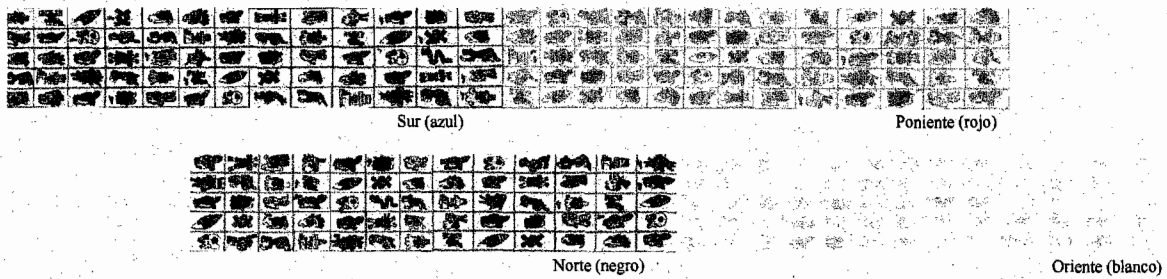 Sur (azul)
Poniente (rojo)
Norte (negro)
Oriente (blanco)